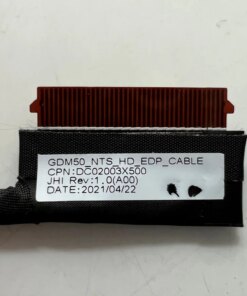 GDM50_NTS_HD_EDP_CABLE
CPN:DC02003X500
JHI Rev:1.0(A00)
DATE:2021/04/22